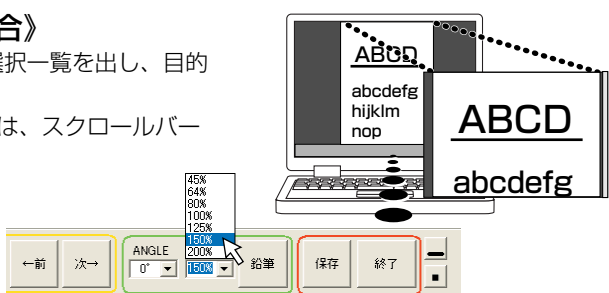 合》
選択一覧を出し、目的
は、スクロールバー
ABCD
abcdefg
hijklm
nop
ABCD
abcdefg
45%
64%
80%
100%
125%
150%
200%
←前
次→
ANGLE
0°
150%
鉛筆
保存
終了